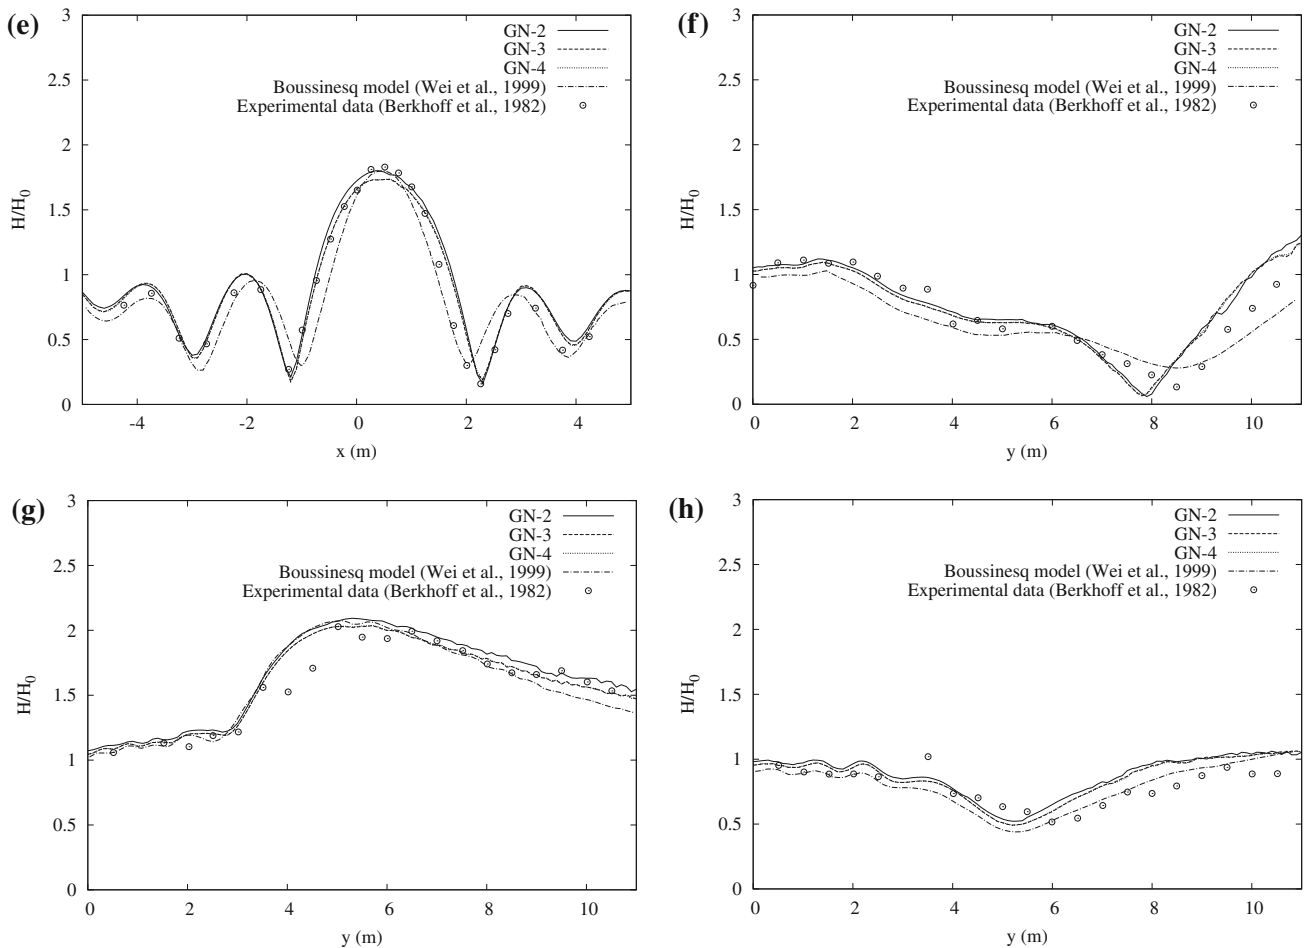 (e)
3
2.5
2
1.5
1
0.5
0
H/H0
GN-2
GN-3
GN-4
Boussinesq model (Wei et al., 1999)
Experimental data (Berkhoff et al., 1982)
-4 -2 0 2 4
x (m)
(f)
3
2.5
2
1.5
1
0.5
0
H/H0
GN-2
GN-3
GN-4
Boussinesq model (Wei et al., 1999)
Experimental data (Berkhoff et al., 1982)
0 2 4 6 8 10
y (m)
(g)
3
2.5
2
1.5
1
0.5
0
H/H0
GN-2
GN-3
GN-4
Boussinesq model (Wei et al., 1999)
Experimental data (Berkhoff et al., 1982)
0 2 4 6 8 10
y (m)
(h)
3
2.5
2
1.5
1
0.5
0
H/H0
GN-2
GN-3
GN-4
Boussinesq model (Wei et al., 1999)
Experimental data (Berkhoff et al., 1982)
0 2 4 6 8 10
y (m)